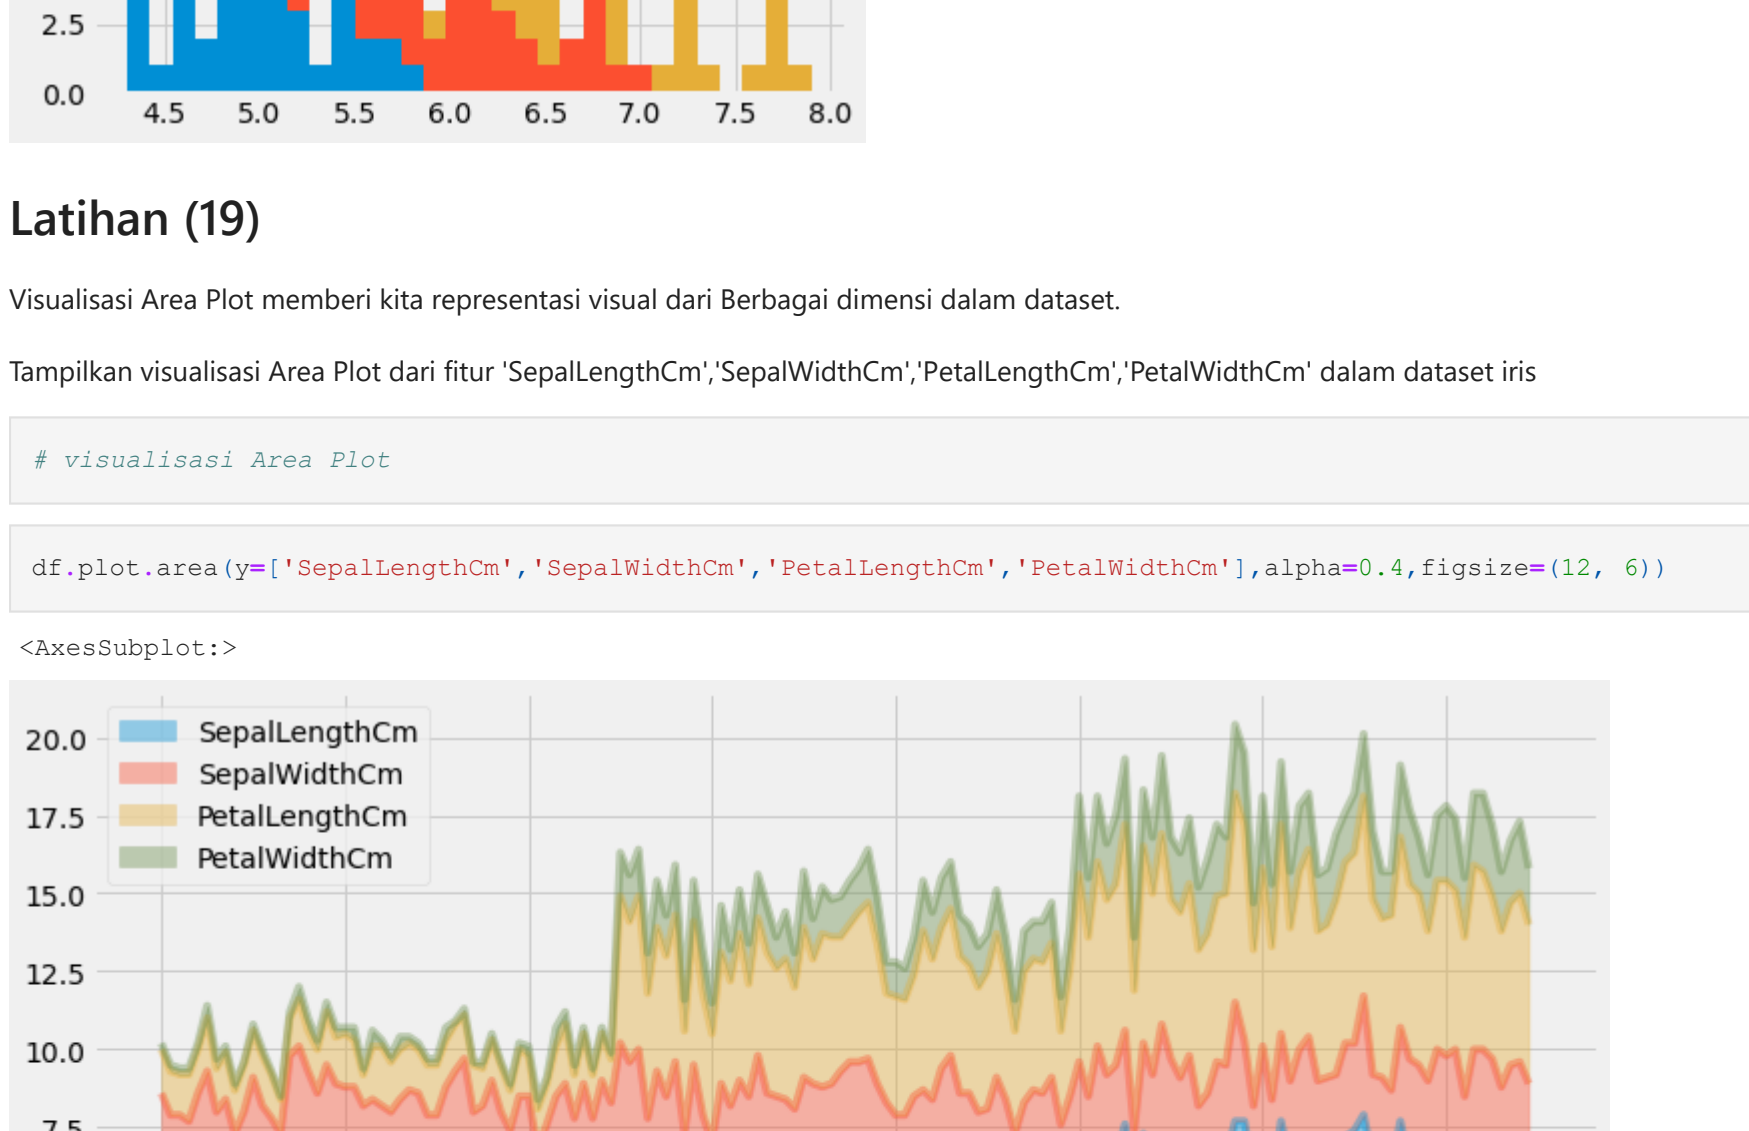 2.5
0.0
4.5 5.0 5.5 6.0 6.5 7.0 7.5 8.0
Latihan (19)
Visualisasi Area Plot memberi kita representasi visual dari Berbagai dimensi dalam dataset.
Tampilkan visualisasi Area Plot dari fitur 'SepalLengthCm','SepalWidthCm','PetalLengthCm','PetalWidthCm' dalam dataset iris
# visualisasi Area Plot
df.plot.area(y=['SepalLengthCm','SepalWidthCm','PetalLengthCm','PetalWidthCm'],alpha=0.4,figsize=(12, 6))
<AxesSubplot:>
SepalLengthCm
SepalWidthCm
PetalLengthCm
PetalWidthCm
20.0
17.5
15.0
12.5
10.0
7.5